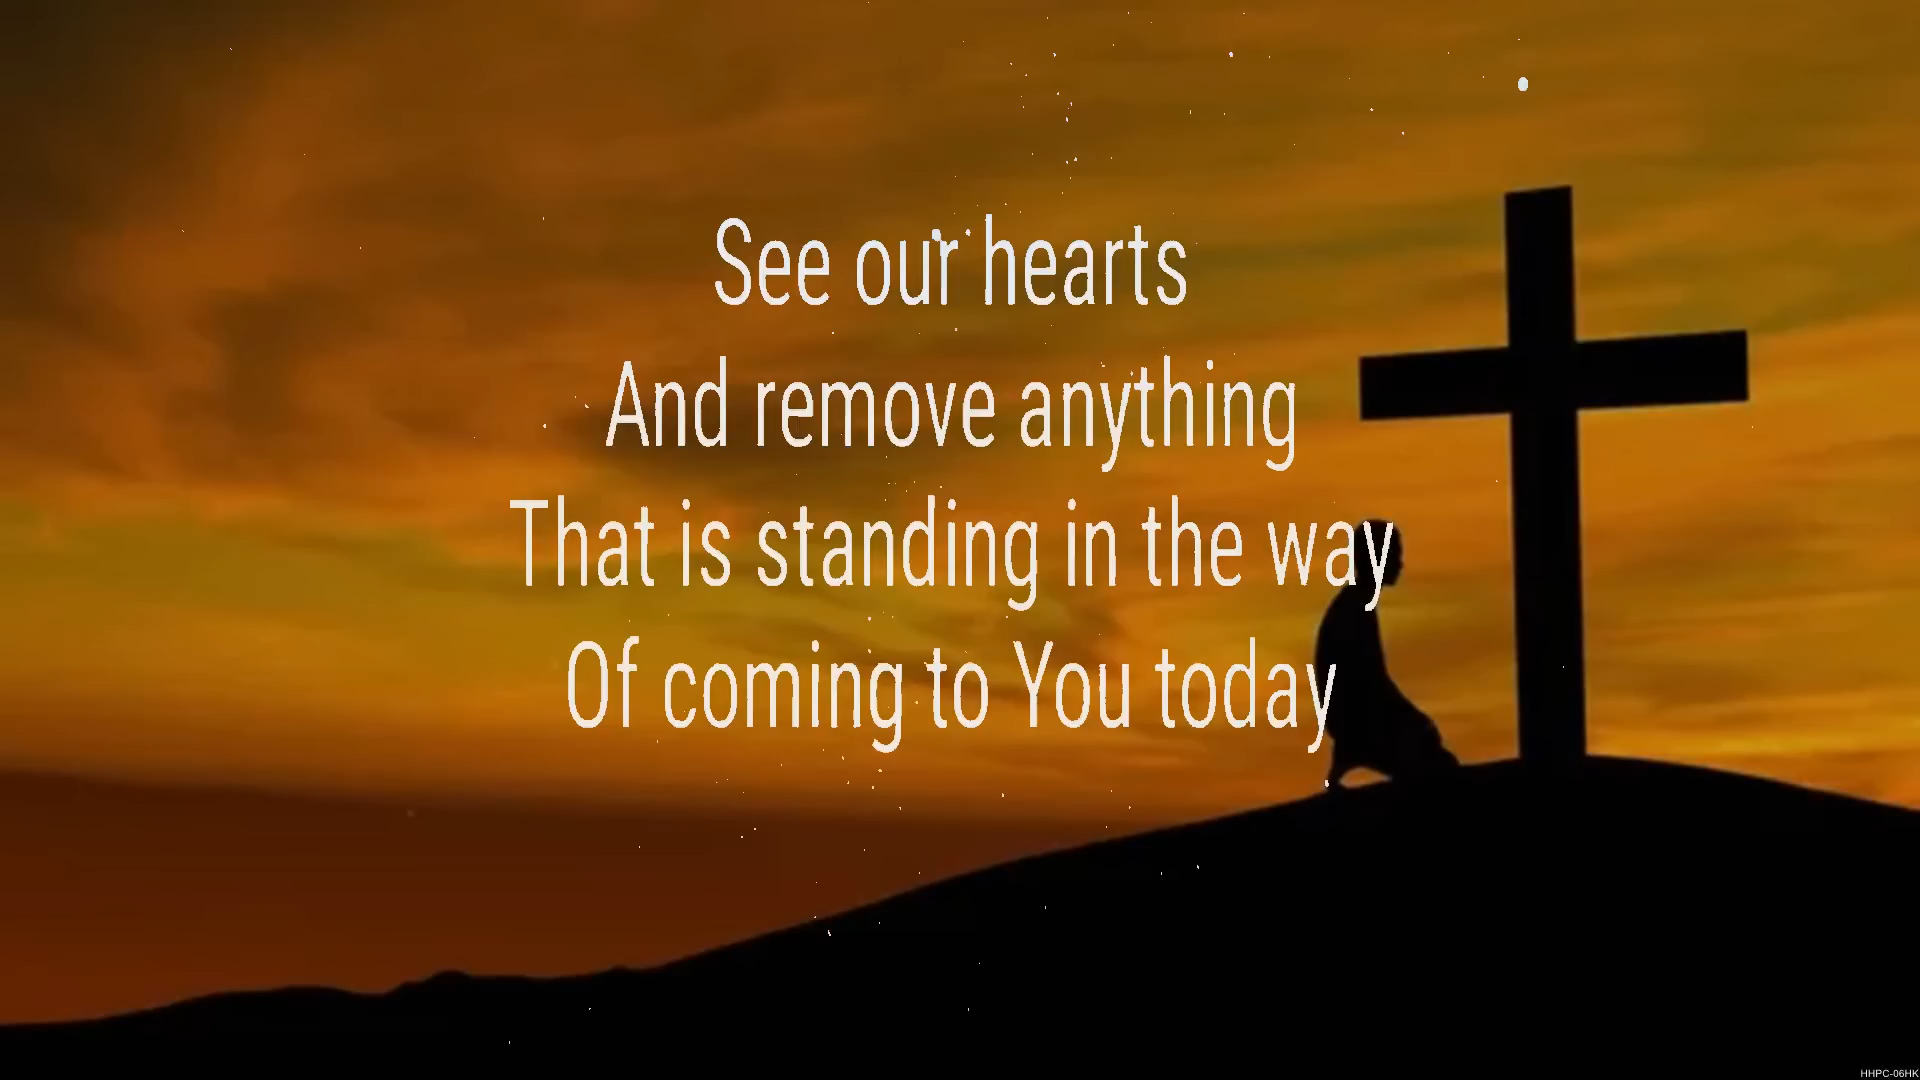 See our hearts
And remove anything
That is standing in the way
Of coming to You today
HHPC-06HK